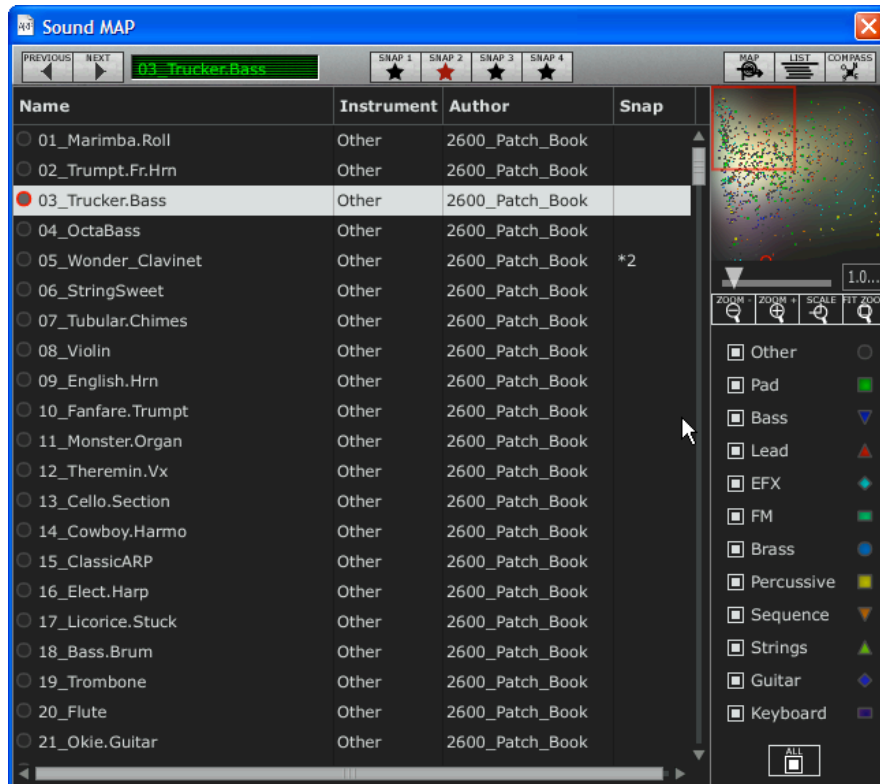 Sound MAP
PREVIOUS NEXT 03_Trucker.Bass SNAP 1 SNAP 2 SNAP 3 SNAP 4 MAP LIST COMPASS
Name Instrument Author Snap
01_Marimba.Roll Other 2600_Patch_Book
02_Trumpt.Fr.Hrn Other 2600_Patch_Book
03_Trucker.Bass Other 2600_Patch_Book
04_OctaBass Other 2600_Patch_Book
05_Wonder_Clavinet Other 2600_Patch_Book *2
06_StringSweet Other 2600_Patch_Book
07_Tubular.Chimes Other 2600_Patch_Book
08_Violin Other 2600_Patch_Book
09_English.Hrn Other 2600_Patch_Book
10_Fanfare.Trumpt Other 2600_Patch_Book
11_Monster.Organ Other 2600_Patch_Book
12_Theremin.Vx Other 2600_Patch_Book
13_Cello.Section Other 2600_Patch_Book
14_Cowboy.Harmo Other 2600_Patch_Book
15_ClassicARP Other 2600_Patch_Book
16_Elect.Harp Other 2600_Patch_Book
17_Licorice.Stuck Other 2600_Patch_Book
18_Bass.Brum Other 2600_Patch_Book
19_Trombone Other 2600_Patch_Book
20_Flute Other 2600_Patch_Book
21_Okie.Guitar Other 2600_Patch_Book
1.0...
ZOOM - ZOOM + SCALE FIT ZOO
Other
Pad
Bass
Lead
EFX
FM
Brass
Percussive
Sequence
Strings
Guitar
Keyboard
ALL